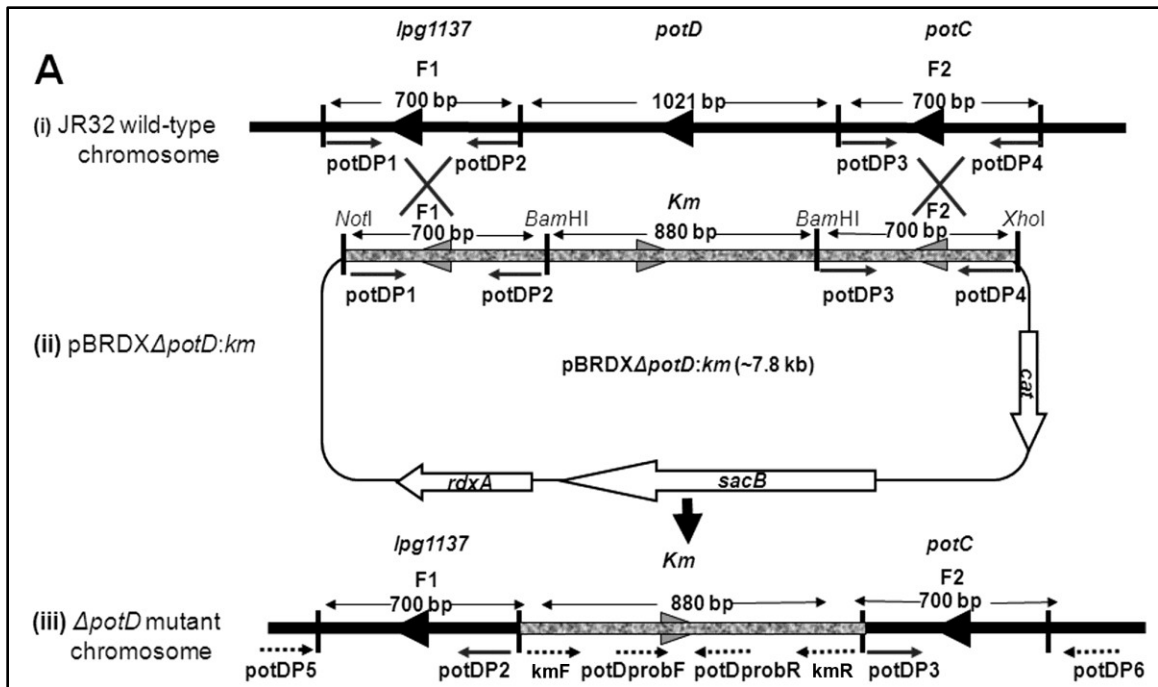 lpg1137 potD potC
A
F1 F2
700 bp 1021 bp 700 bp
(i) JR32 wild-type
chromosome
potDP1 potDP2 potDP3 potDP4
NotI F1 BamHI Km BamHI F2 XhoI
700 bp 880 bp 700 bp
potDP1 potDP2 potDP3 potDP4
(ii) pBRDXΔpotD:km
pBRDXΔpotD:km (~7.8 kb)
cat
rdxA sacB
lpg1137 Km potC
F1 F2
700 bp 880 bp 700 bp
(iii) ΔpotD mutant
chromosome
potDP5 potDP2 kmF potDprobF potDprobR kmR potDP3 potDP6